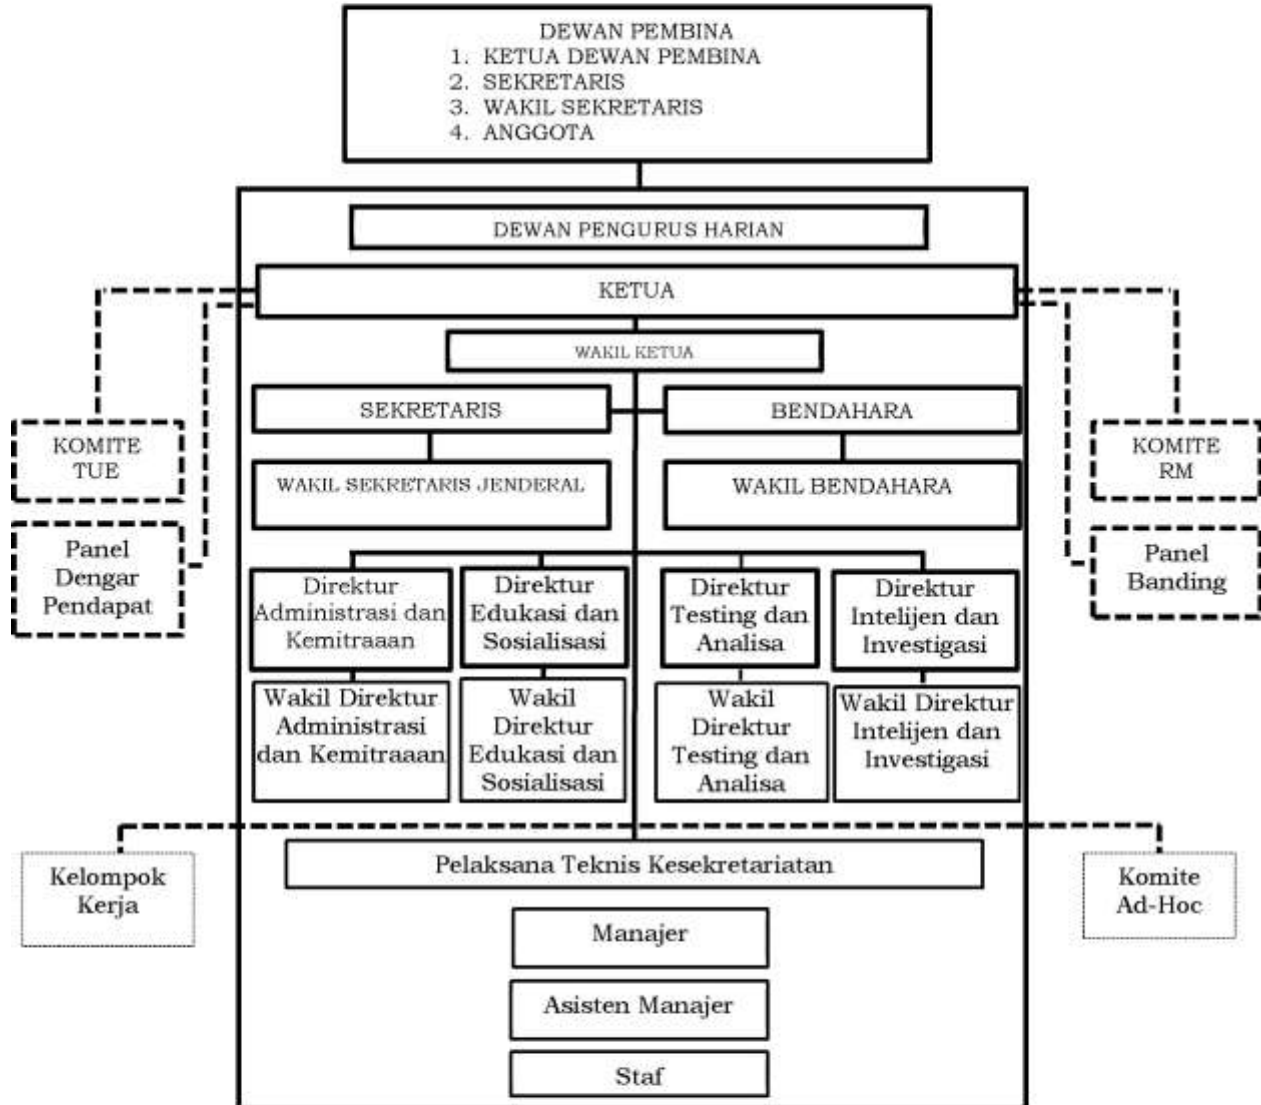 DEWAN PEMBINA
1. KETUA DEWAN PEMBINA
2. SEKRETARIS
3. WAKIL SEKRETARIS
4. ANGGOTA
DEWAN PENGURUS HARIAN
KETUA
WAKIL KETUA
SEKRETARIS
BENDAHARA
KOMITE
TUE
KOMITE
RM
WAKIL SEKRETARIS JENDERAL
WAKIL BENDAHARA
Panel
Dengar
Pendapat
Panel
Banding
Direktur
Administrasi dan
Kemitraaan
Direktur
Edukasi dan
Sosialisasi
Direktur
Testing dan
Analisa
Direktur
Intelijen dan
Investigasi
Wakil Direktur
Administrasi
dan Kemitraaan
Wakil
Direktur
Edukasi dan
Sosialisasi
Wakil
Direktur
Testing dan
Analisa
Wakil Direktur
Intelijen dan
Investigasi
Kelompok
Kerja
Pelaksana Teknis Kesekretariatan
Komite
Ad-Hoc
Manajer
Asisten Manajer
Staf